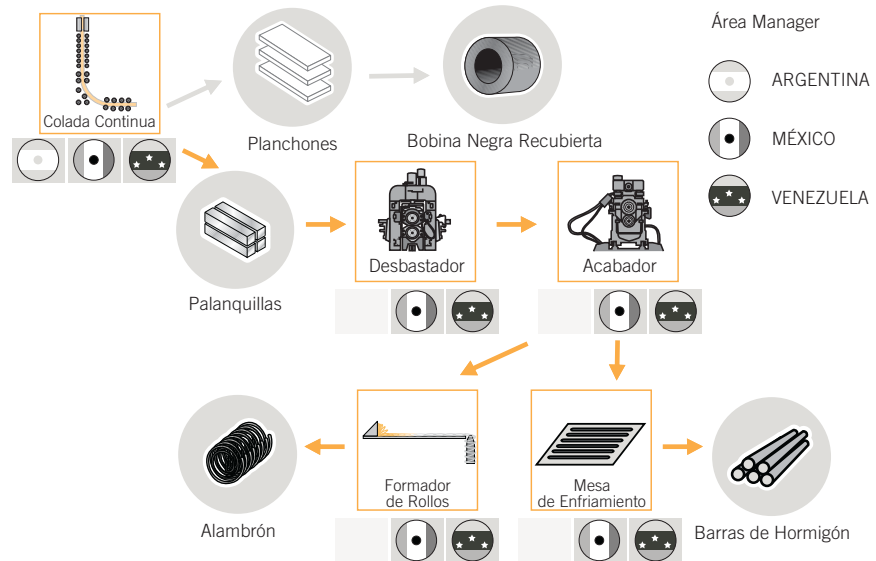 Área Manager
ARGENTINA
MÉXICO
VENEZUELA
Colada Continua
Planchones
Bobina Negra Recubierta
Palanquillas
Desbastador
Acabador
Alambrón
Formador
de Rollos
Mesa
de Enfriamiento
Barras de Hormigón